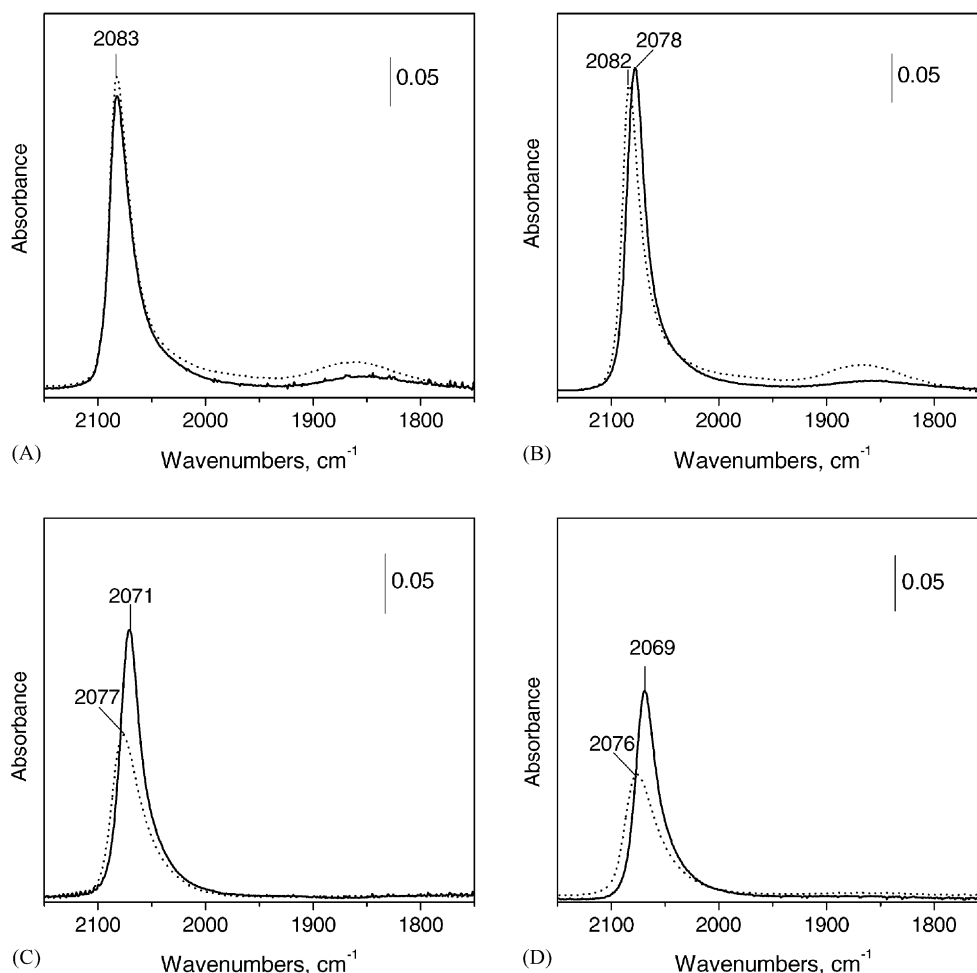 2083
0.05
Absorbance
2100 2000 1900 1800
(A)
Wavenumbers, cm-1
2078
2082
0.05
Absorbance
2100 2000 1900 1800
(B)
Wavenumbers, cm-1
2071
0.05
2077
Absorbance
2100 2000 1900 1800
(C)
Wavenumbers, cm-1
0.05
2069
2076
Absorbance
2100 2000 1900 1800
(D)
Wavenumbers, cm-1